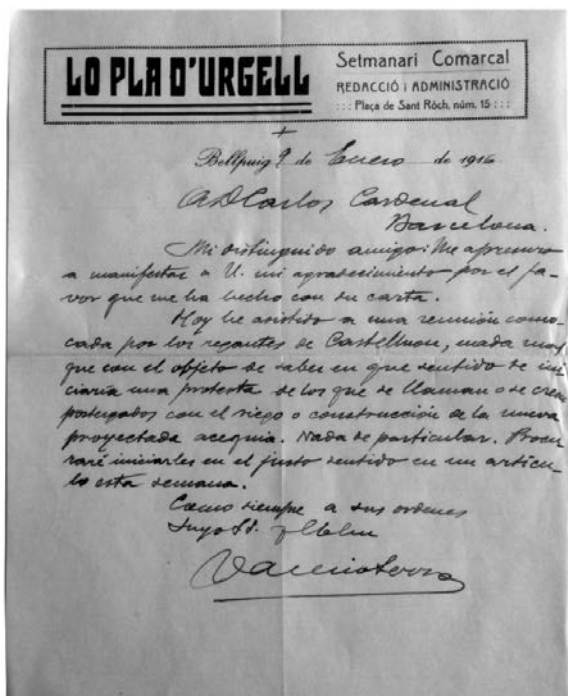 LO PLA D'URGELL
Setmanari Comarcal
REDACCIÓ i ADMINISTRACIÓ
::: Plaça de Sant Róch, núm. 15 :::
+
Bellpuig 9 de Enero de 1916
A D Carlos Cardenal
Barcelona.
Mi distinguido amigo: Me apresuro
a manifestar a U. mi agradecimiento por el fa-
vor que me ha hecho con su carta.
Hoy he asistido a una reunión convo-
cada por los regantes de Castellnou, nada mas
que con el objeto de saber en que sentido se ini
ciaria una protesta de los que se llaman o se creen
postergados con el riego o construcción de la nueva
proyectada acequia. Nada de particular. Procu
raré iniciarles en el justo sentido en un artícu-
lo esta semana.
Como siempre a sus ordenes
Suyo